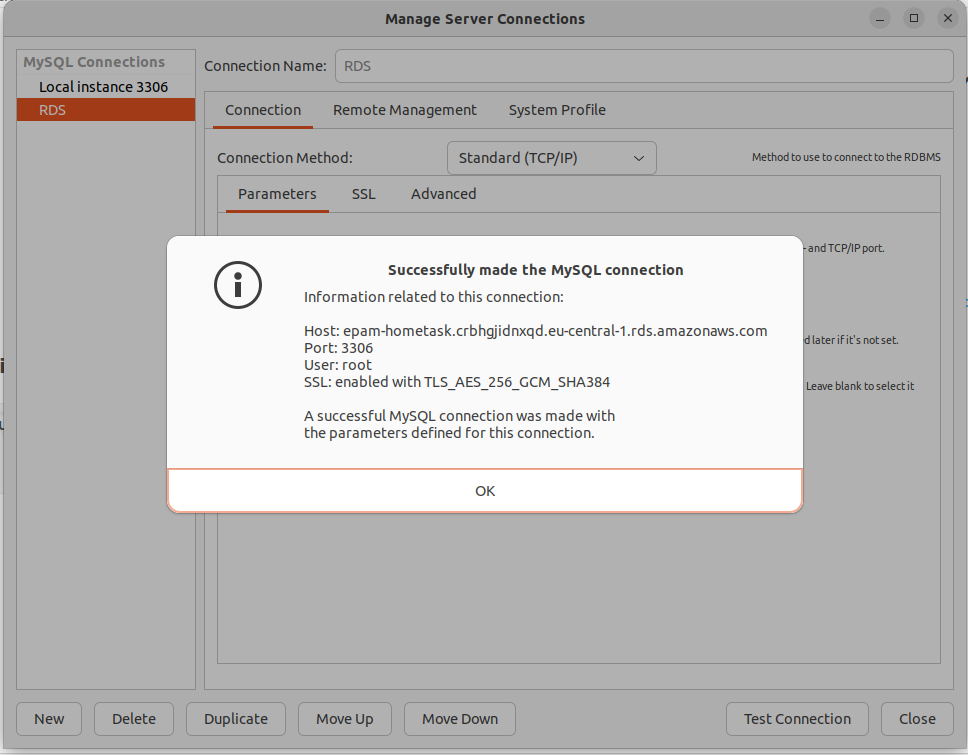 Manage Server Connections
MySQL Connections
Local instance 3306
RDS
Connection Name:
RDS
Connection
Remote Management
System Profile
Connection Method:
Standard (TCP/IP)
Method to use to connect to the RDBMS
Parameters
SSL
Advanced
- and TCP/IP port.
later if it's not set.
Leave blank to select it
Successfully made the MySQL connection
Information related to this connection:
Host: epam-hometask.crbhgjidnxqd.eu-central-1.rds.amazonaws.com
Port: 3306
User: root
SSL: enabled with TLS_AES_256_GCM_SHA384
A successful MySQL connection was made with
the parameters defined for this connection.
OK
New
Delete
Duplicate
Move Up
Move Down
Test Connection
Close